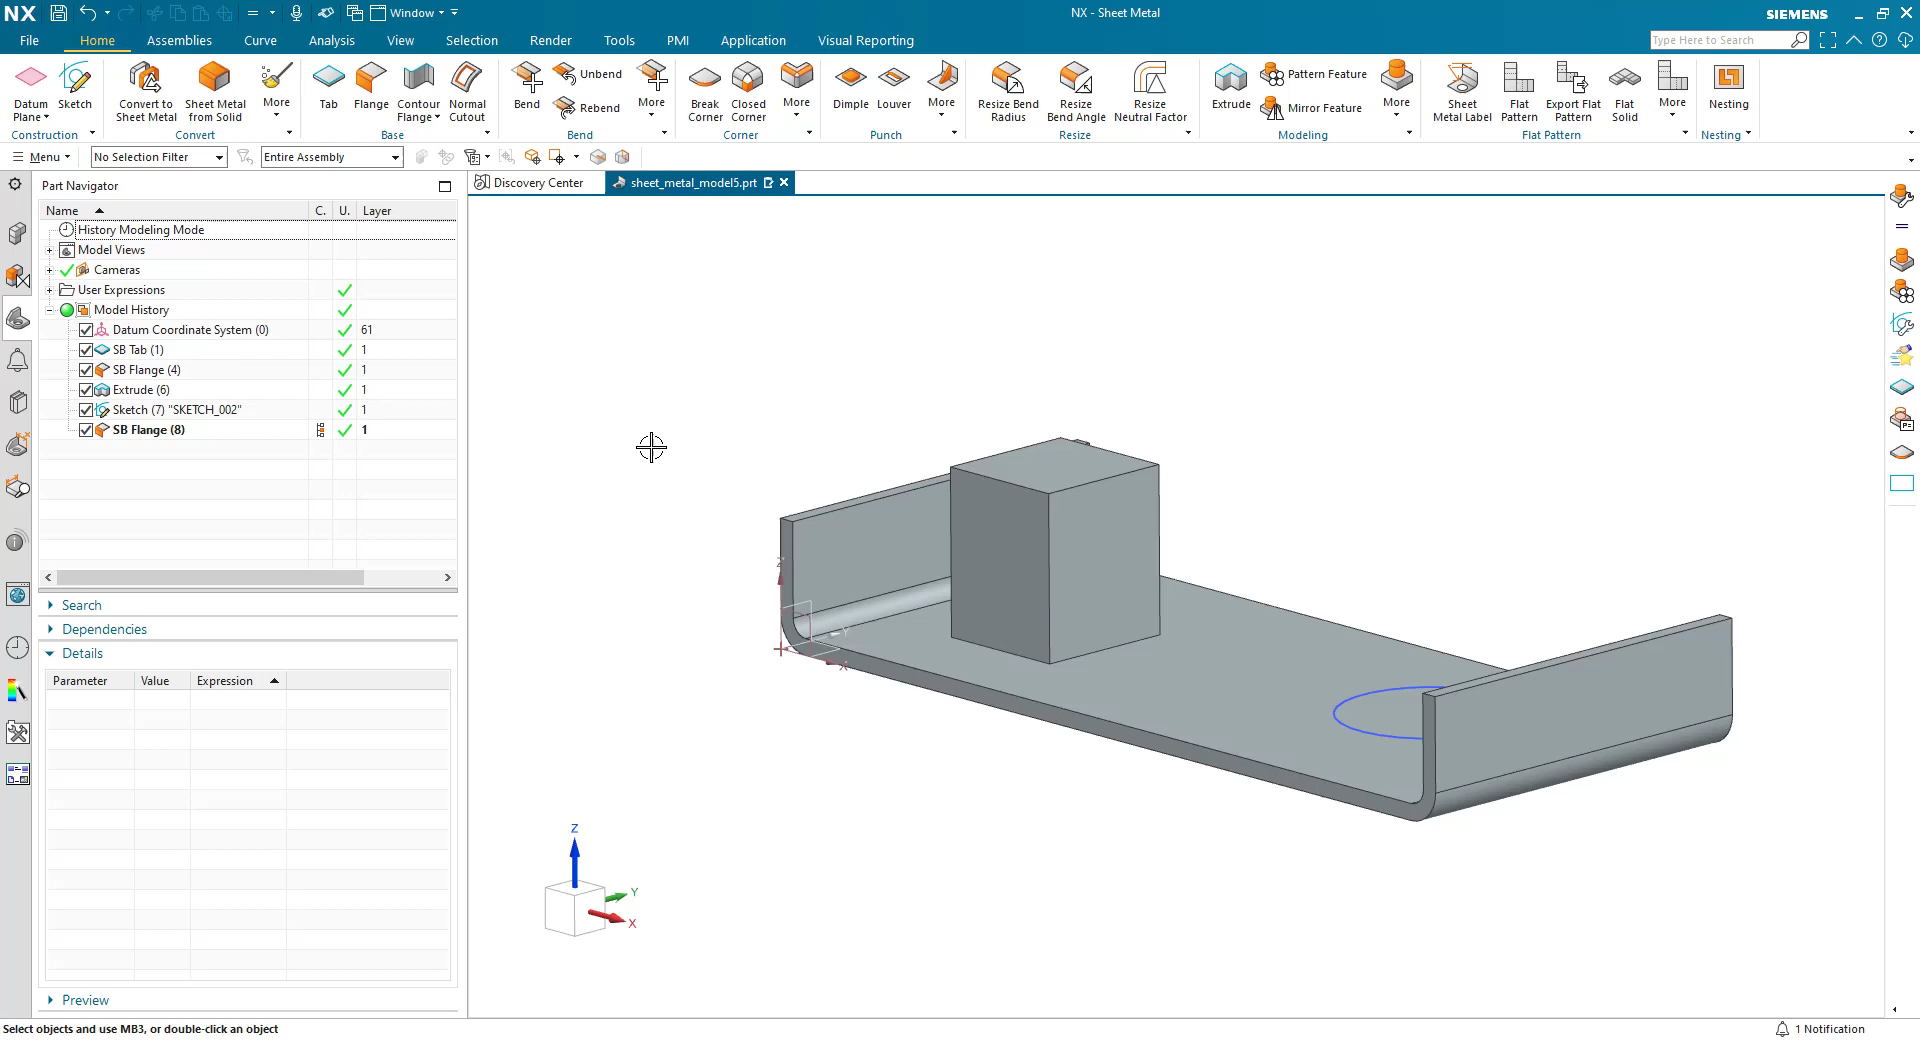 NX
Window
NX - Sheet Metal
SIEMENS
File
Home
Assemblies
Curve
Analysis
View
Selection
Render
Tools
PMI
Application
Visual Reporting
Type Here to Search
Datum Plane
Sketch
Construction
Convert to Sheet Metal
Sheet Metal from Solid
More
Convert
Tab
Flange
Contour Flange
Normal Cutout
Base
Bend
Unbend
Rebend
More
Bend
Break Corner
Closed Corner
More
Corner
Dimple
Louver
More
Punch
Resize Bend Radius
Resize Bend Angle
Resize Neutral Factor
Resize
Extrude
Pattern Feature
Mirror Feature
More
Modeling
Sheet Metal Label
Flat Pattern
Export Flat Pattern
Flat Solid
More
Flat Pattern
Nesting
Nesting
Menu
No Selection Filter
Entire Assembly
Part Navigator
Discovery Center
sheet_metal_model5.prt
Name C. U. Layer
History Modeling Mode
Model Views
Cameras
User Expressions
Model History
Datum Coordinate System (0) 61
SB Tab (1) 1
SB Flange (4) 1
Extrude (6) 1
Sketch (7) "SKETCH_002" 1
SB Flange (8) 1
Search
Dependencies
Details
Parameter Value Expression
Preview
Z
Y
X
Z
Y
X
Select objects and use MB3, or double-click an object
1 Notification